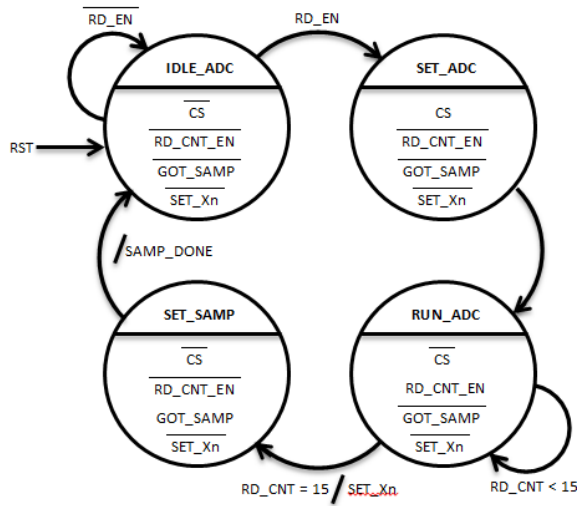 RD_EN
RD_EN
IDLE_ADC
SET_ADC
CS
RD_CNT_EN
GOT_SAMP
SET_Xn
CS
RD_CNT_EN
GOT_SAMP
SET_Xn
RST
/SAMP_DONE
SET_SAMP
RUN_ADC
CS
RD_CNT_EN
GOT_SAMP
SET_Xn
CS
RD_CNT_EN
GOT_SAMP
SET_Xn
RD_CNT = 15 / SET_Xn
RD_CNT < 15